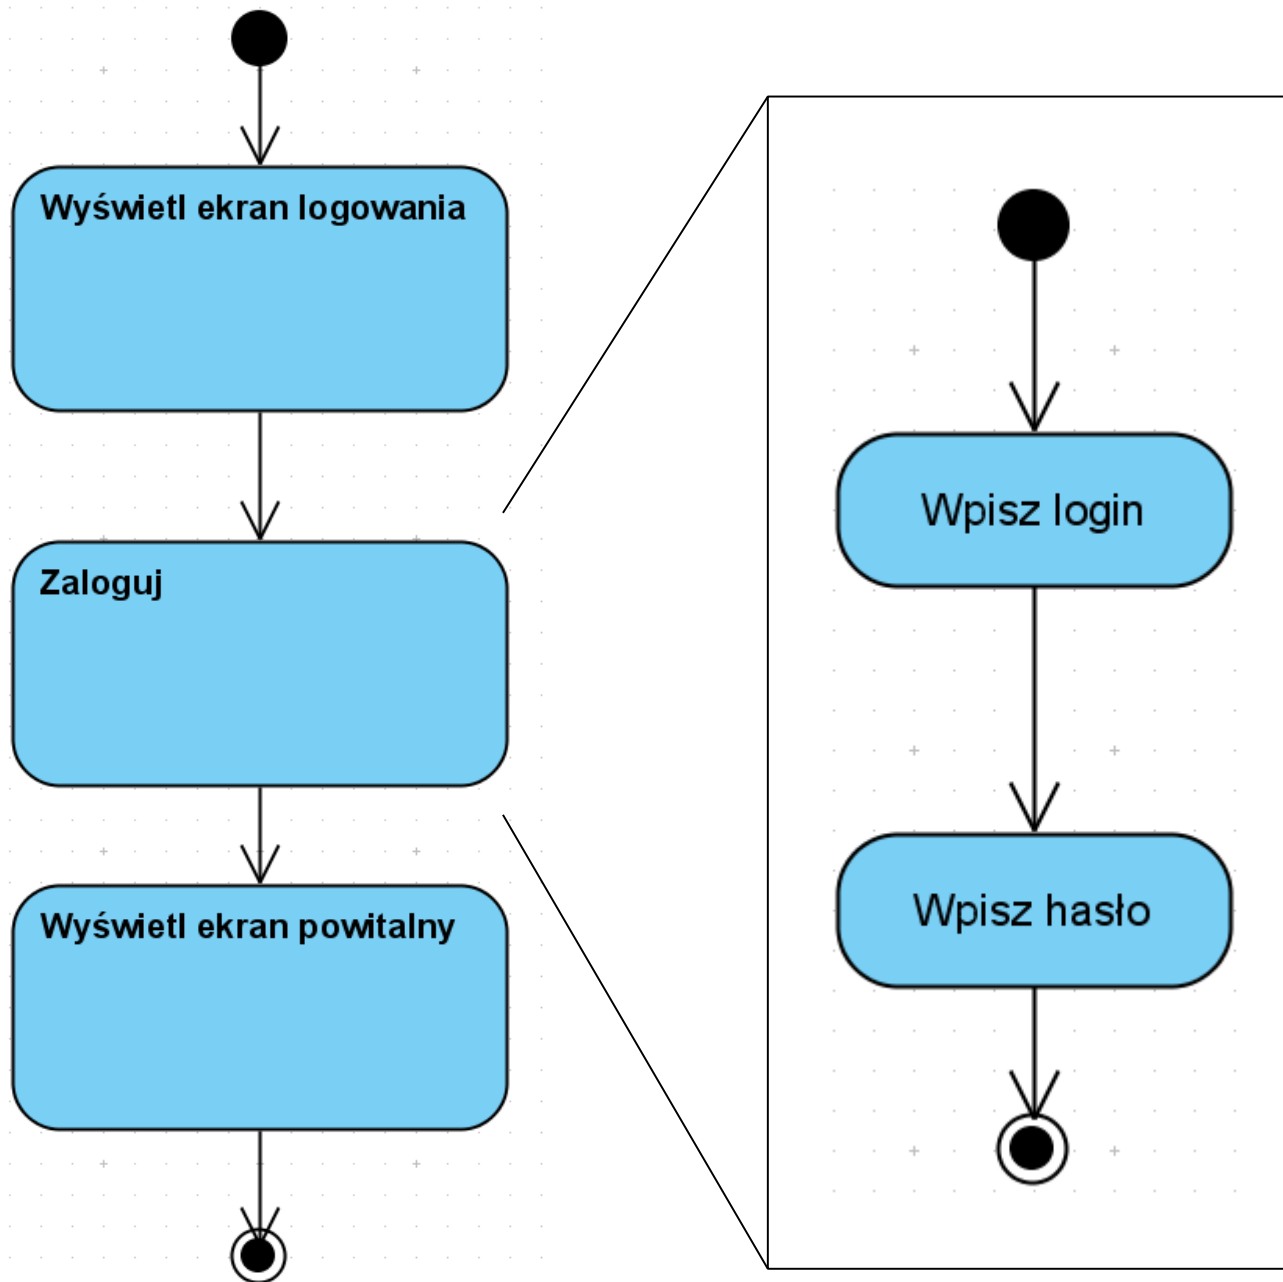 Wyświetl ekran logowania
Zaloguj
Wyświetl ekran powitalny
Wpisz login
Wpisz hasło